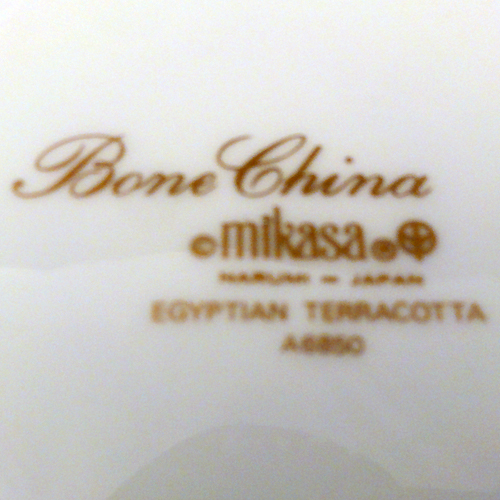 Bone China
© mikasa ®
NARUMI – JAPAN
EGYPTIAN TERRACOTTA
A6850